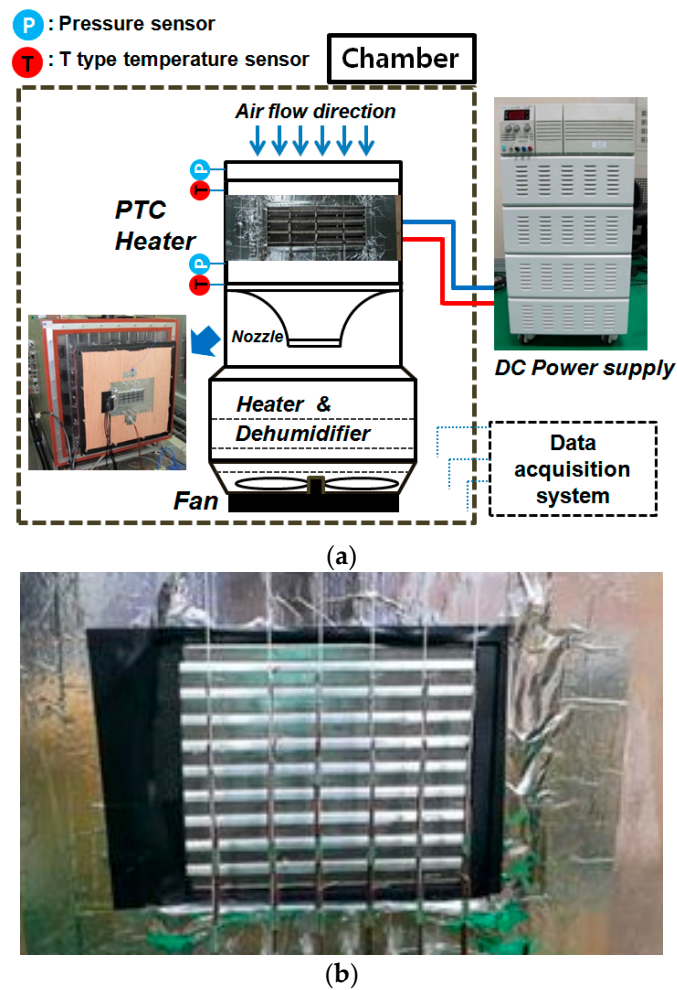 P : Pressure sensor
T : T type temperature sensor
Chamber
Air flow direction
P
T
PTC
Heater
P
T
Nozzle
DC Power supply
Heater &
Dehumidifier
Data
acquisition
system
Fan
(a)
(b)